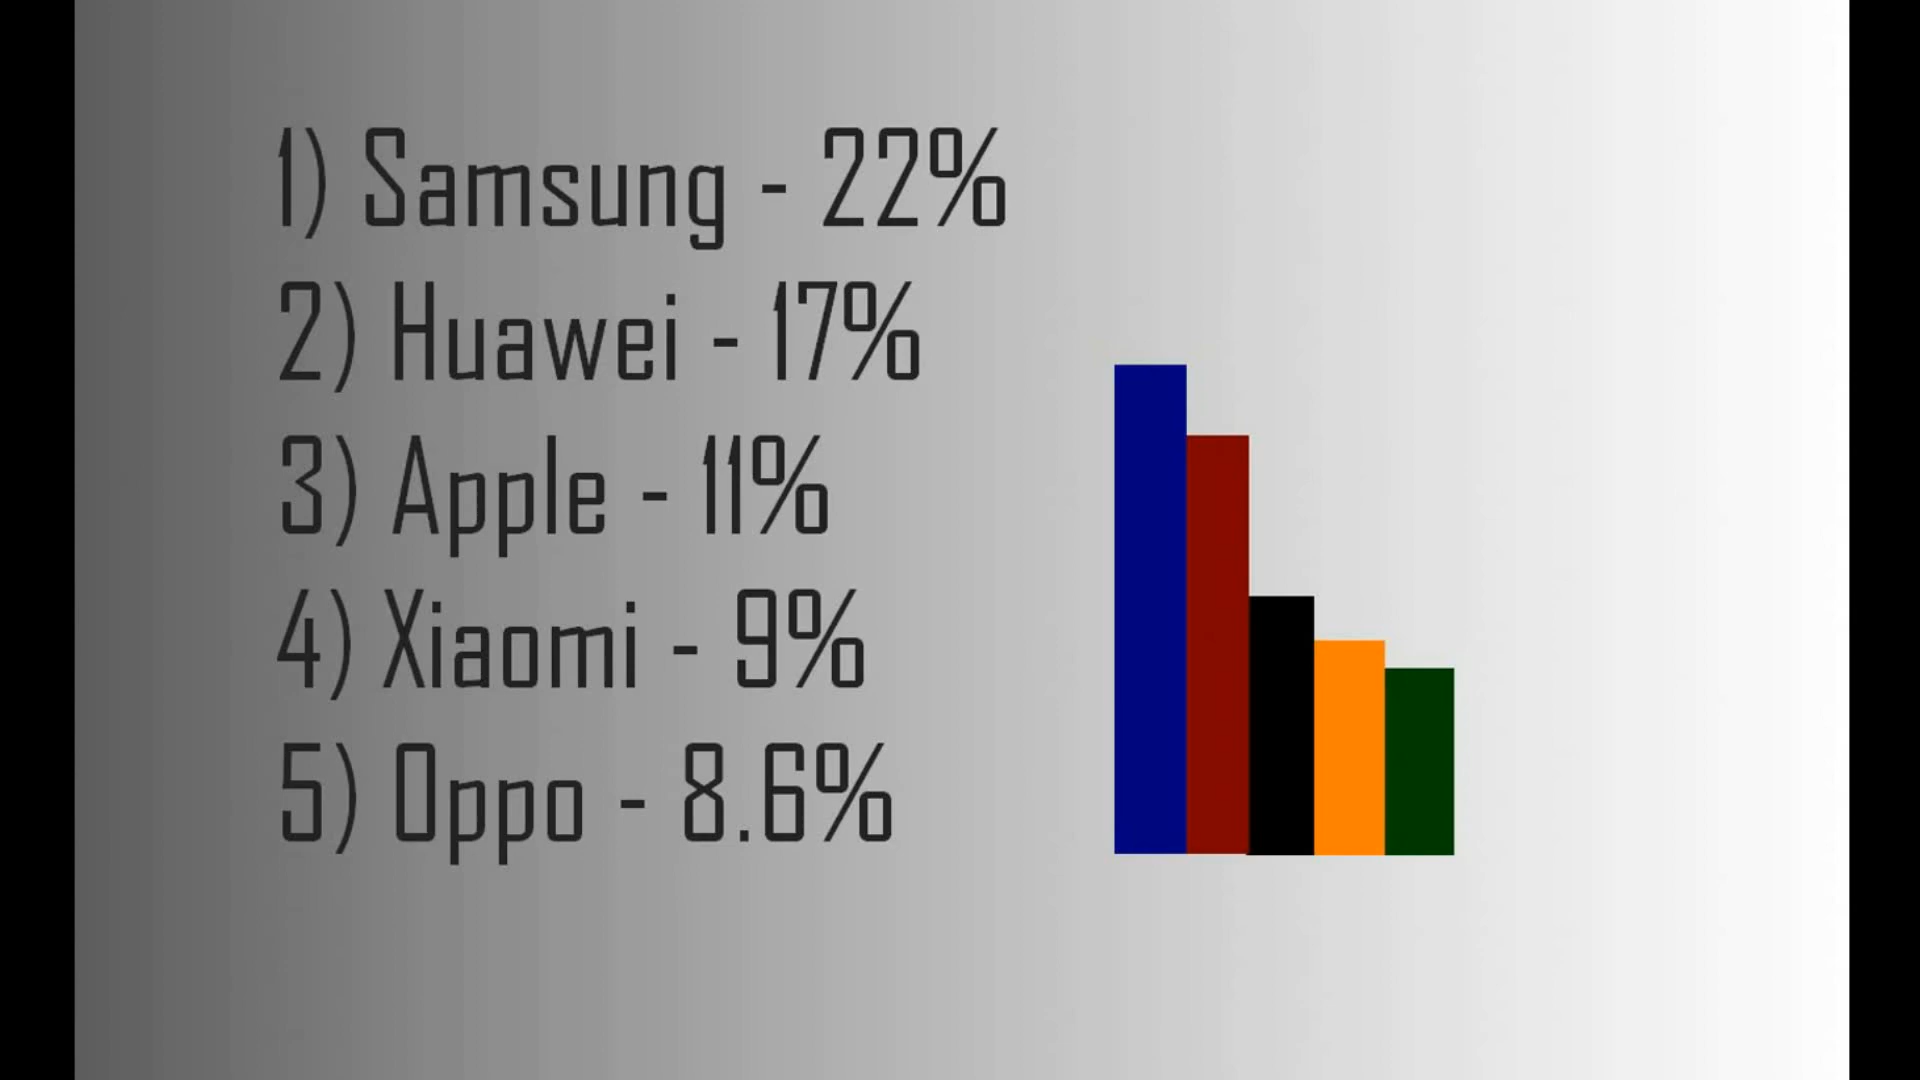 1) Samsung - 22%
2) Huawei - 17%
3) Apple - 11%
4) Xiaomi - 9%
5) Oppo - 8.6%